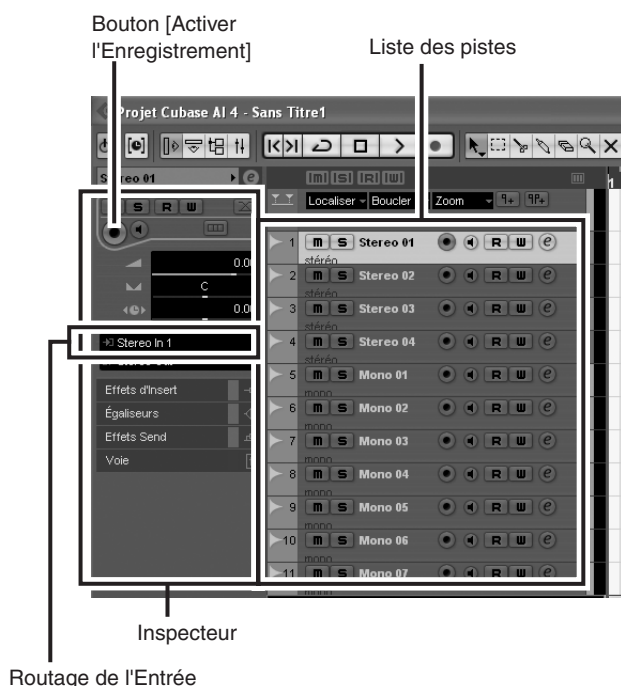 Bouton [Activer
l'Enregistrement]
Liste des pistes
Projet Cubase AI 4 - Sans Titre1
Stereo 01
m S R W
Localiser Boucler Zoom
0.00
C
0.00
Stereo In 1
Effets d'Insert
Égaliseurs
Effets Send
Voie
1 m S Stereo 01 R W e
stéréo
2 m S Stereo 02 R W e
stéréo
3 m S Stereo 03 R W e
stéréo
4 m S Stereo 04 R W e
stéréo
5 m S Mono 01 R W e
mono
6 m S Mono 02 R W e
mono
7 m S Mono 03 R W e
mono
8 m S Mono 04 R W e
mono
9 m S Mono 05 R W e
mono
10 m S Mono 06 R W e
mono
11 m S Mono 07 R W e
mono
Inspecteur
Routage de l'Entrée